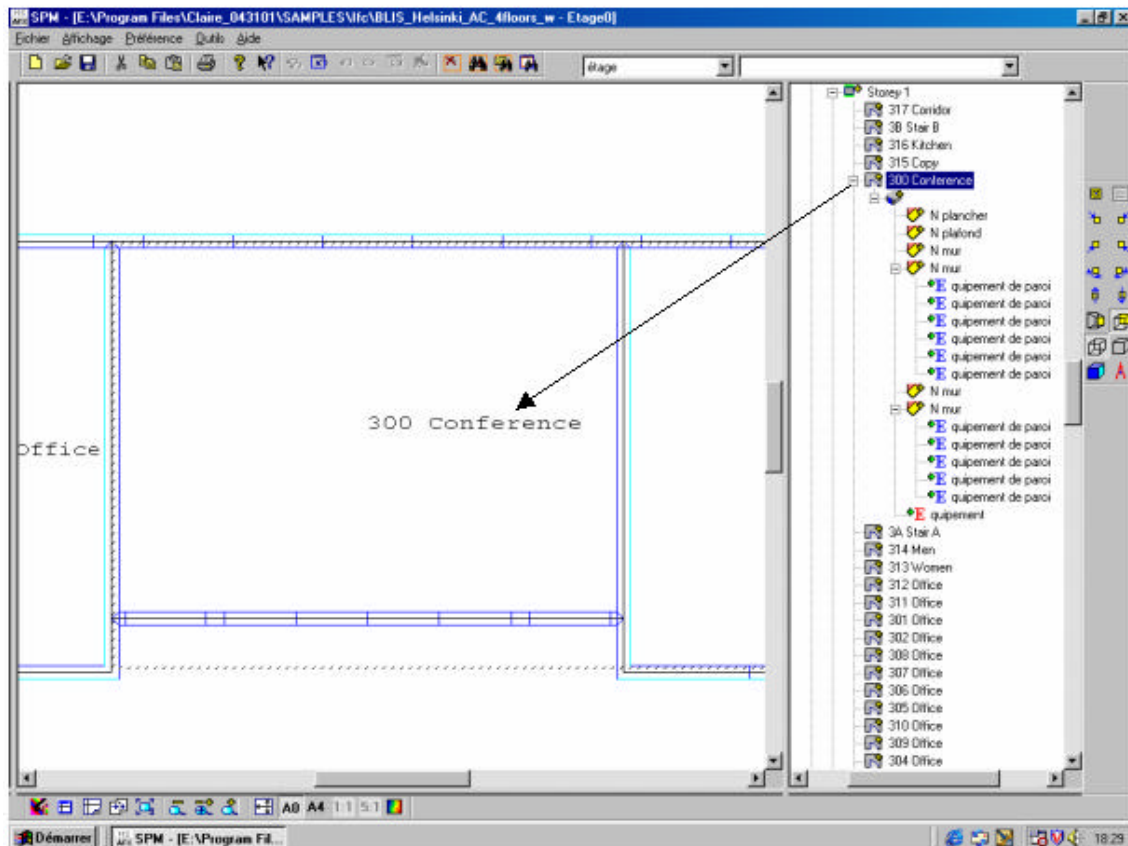 SPM - [E:\Program Files\Claire_043101\SAMPLES\Ifc\BLIS_Helsinki_AC_4floors_w - Etage0]
Fichier Affichage Préférence Outils Aide
étage
Storey 1
317 Corridor
3B Stair B
316 Kitchen
315 Copy
300 Conference
N plancher
N plafond
N mur
N mur
E quipement de paroi
E quipement de paroi
E quipement de paroi
E quipement de paroi
E quipement de paroi
E quipement de paroi
N mur
N mur
E quipement de paroi
E quipement de paroi
E quipement de paroi
E quipement de paroi
E quipement de paroi
E quipement
3A Stair A
314 Men
313 Women
312 Office
311 Office
301 Office
302 Office
308 Office
307 Office
306 Office
305 Office
310 Office
309 Office
304 Office
300 Conference
Office
A0 A4 1:1 5:1
Démarrer
SPM - [E:\Program Fil...
18:29